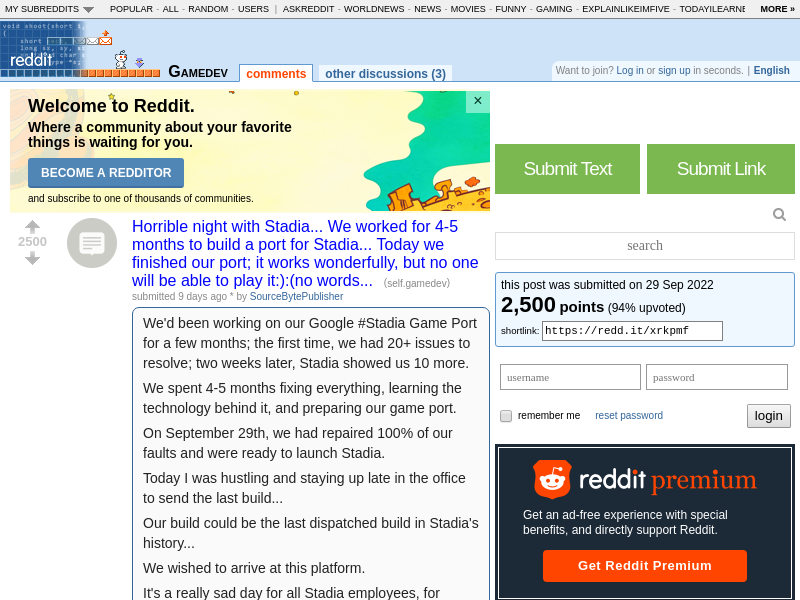 MY SUBREDDITS POPULAR - ALL - RANDOM - USERS | ASKREDDIT - WORLDNEWS - NEWS - MOVIES - FUNNY - GAMING - EXPLAINLIKEIMFIVE - TODAYILEARNE MORE »
reddit GAMEDEV comments other discussions (3)
Want to join? Log in or sign up in seconds. | English
Welcome to Reddit.
Where a community about your favorite
things is waiting for you.
BECOME A REDDITOR
and subscribe to one of thousands of communities.
×
2500
Horrible night with Stadia... We worked for 4-5
months to build a port for Stadia... Today we
finished our port; it works wonderfully, but no one
will be able to play it:):(no words... (self.gamedev)
submitted 9 days ago * by SourceBytePublisher
We'd been working on our Google #Stadia Game Port
for a few months; the first time, we had 20+ issues to
resolve; two weeks later, Stadia showed us 10 more.
We spent 4-5 months fixing everything, learning the
technology behind it, and preparing our game port.
On September 29th, we had repaired 100% of our
faults and were ready to launch Stadia.
Today I was hustling and staying up late in the office
to send the last build...
Our build could be the last dispatched build in Stadia's
history...
We wished to arrive at this platform.
It's a really sad day for all Stadia employees, for
Submit Text
Submit Link
search
this post was submitted on 29 Sep 2022
2,500 points (94% upvoted)
shortlink: https://redd.it/xrkpmf
username password
remember me reset password login
reddit premium
Get an ad-free experience with special
benefits, and directly support Reddit.
Get Reddit Premium